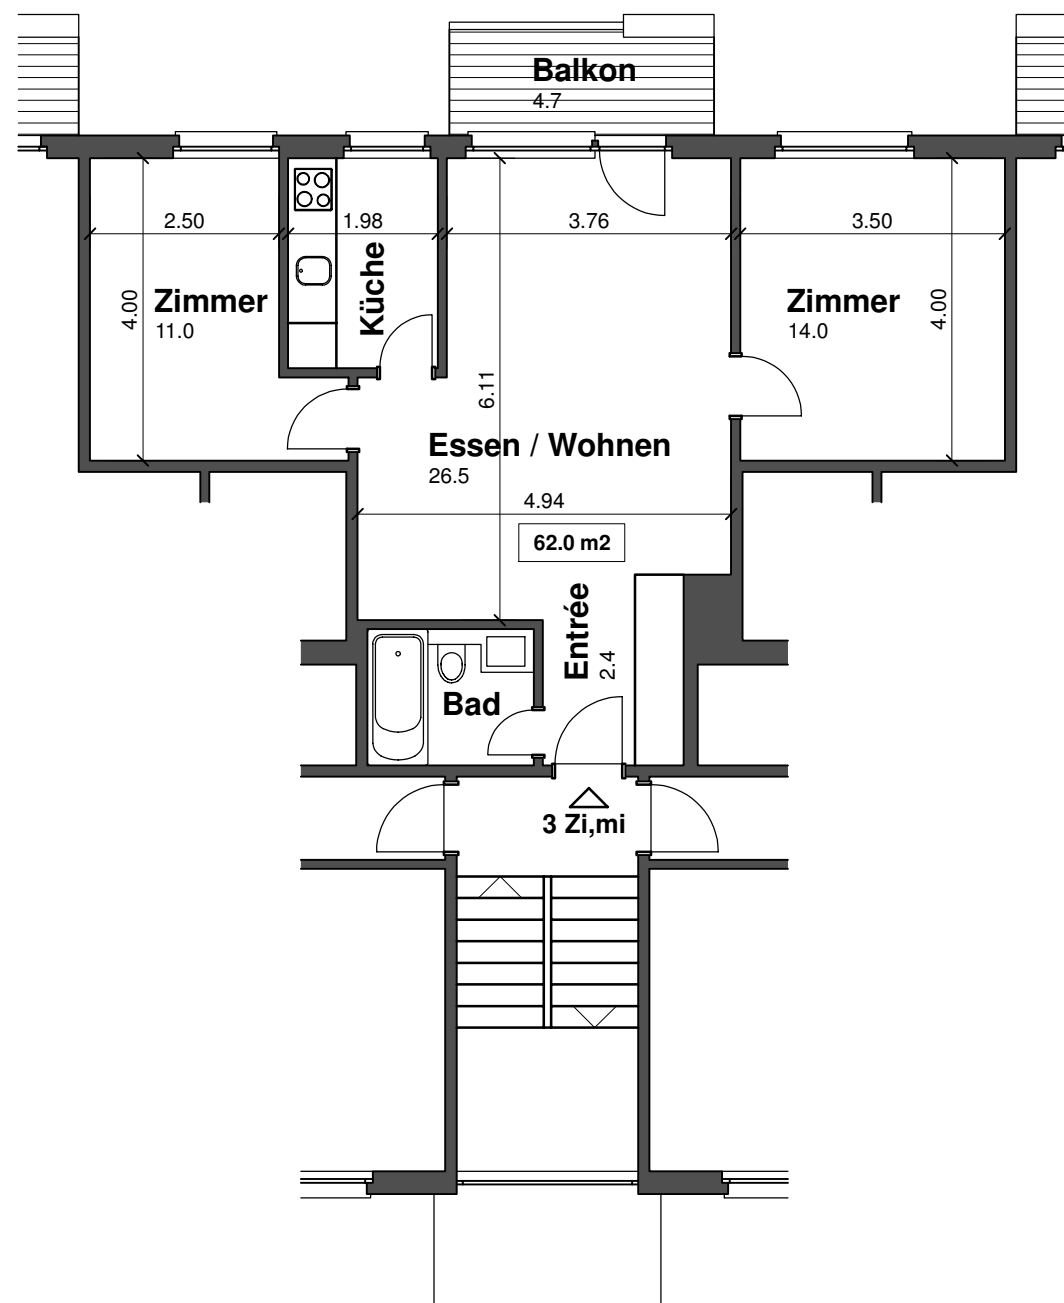 Balkon
4.7
2.50
1.98
3.76
3.50
Küche
4.00
Zimmer
11.0
Zimmer
14.0
4.00
6.11
Essen / Wohnen
26.5
4.94
62.0 m2
Entrée
2.4
Bad
3 Zi,mi